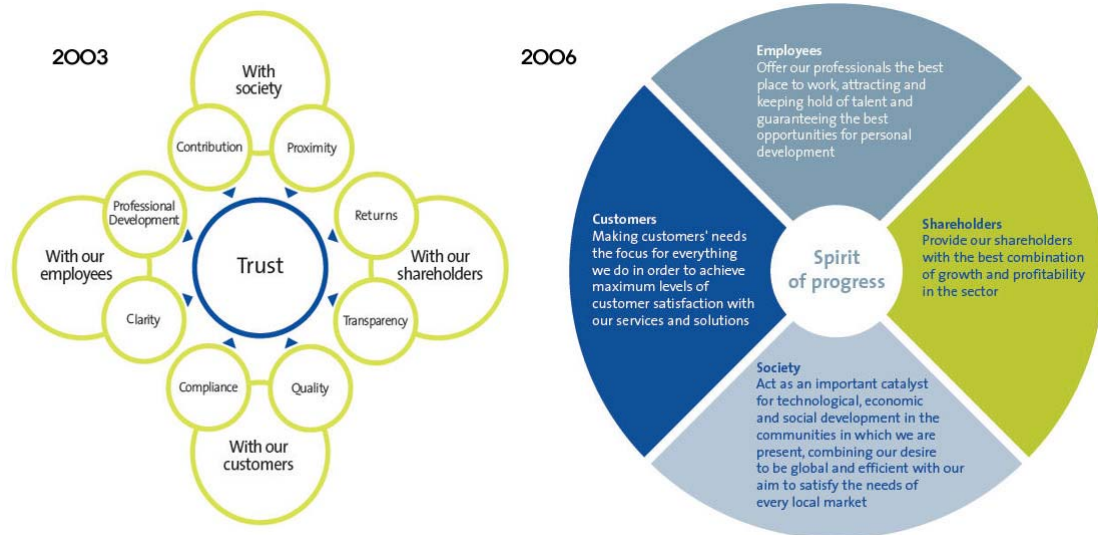 2003
With
society
Contribution
Proximity
Professional
Development
Returns
With our
employees
Trust
With our
shareholders
Clarity
Transparency
Compliance
Quality
With our
customers
2006
Employees
Offer our professionals the best
place to work, attracting and
keeping hold of talent and
guaranteeing the best
opportunities for personal
development
Customers
Making customers' needs
the focus for everything
we do in order to achieve
maximum levels of
customer satisfaction with
our services and solutions
Spirit
of progress
Shareholders
Provide our shareholders
with the best combination
of growth and profitability
in the sector
Society
Act as an important catalyst
for technological, economic
and social development in the
communities in which we are
present, combining our desire
to be global and efficient with our
aim to satisfy the needs of
every local market